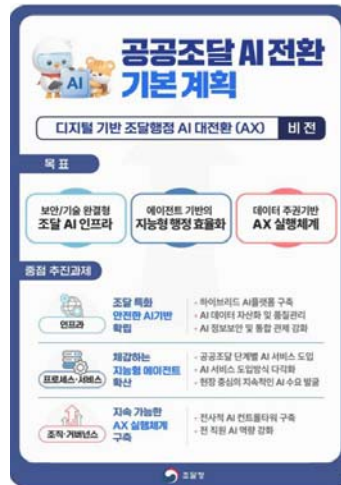 공공조달 AI 전환
기본 계획
AI
디지털 기반 조달행정 AI 대전환 (AX) 비전
목표
보안/기술 완결형
조달 AI 인프라
에이전트 기반의
지능형 행정 효율화
데이터 주권기반
AX 실행체계
중점 추진과제
인프라
조달 특화
안전한 AI기반
확립
· 하이브리드 AI플랫폼 구축
· AI 데이터 자산화 및 품질관리
· AI 정보보안 및 통합 관제 강화
프로세스·서비스
체감하는
지능형 에이전트
확산
· 공공조달 단계별 AI 서비스 도입
· AI 서비스 도입방식 다각화
· 현장 중심의 지속적인 AI 수요 발굴
조직·거버넌스
지속 가능한
AX 실행체계
구축
· 전사적 AI 컨트롤타워 구축
· 전 직원 AI 역량 강화
조달청